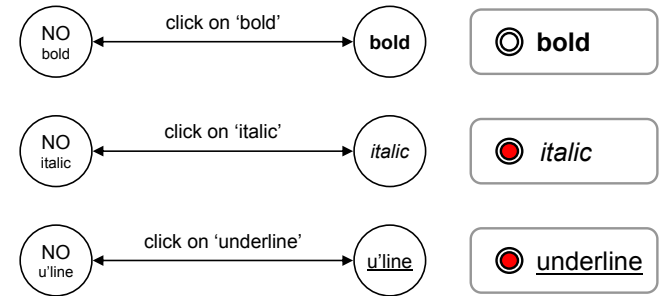 click on ‘bold’
NO
bold
bold
bold
click on ‘italic’
NO
italic
italic
italic
click on ‘underline’
NO
u’line
u’line
underline